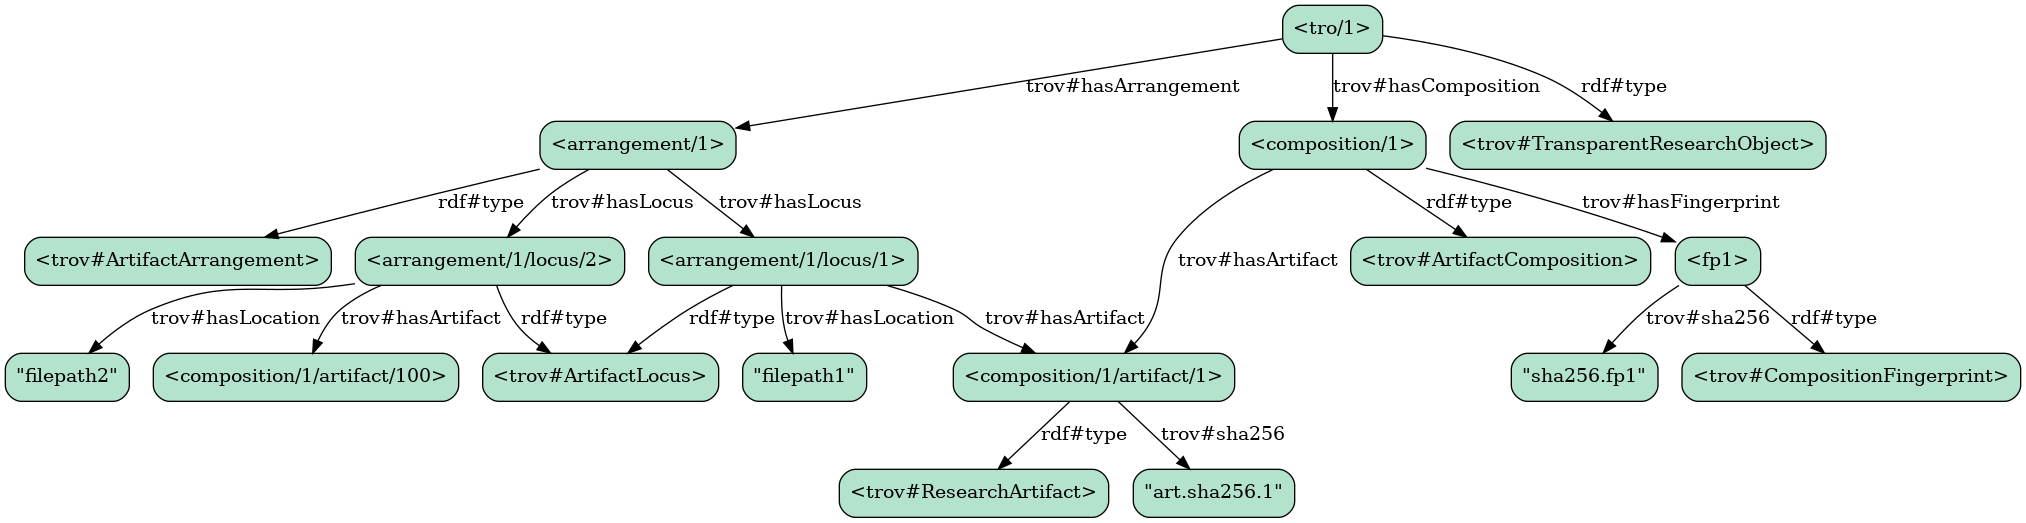 <tro/1>
trov#hasArrangement
trov#hasComposition
rdf#type
<arrangement/1>
<composition/1>
<trov#TransparentResearchObject>
rdf#type
trov#hasLocus
trov#hasLocus
rdf#type
trov#hasFingerprint
<trov#ArtifactArrangement>
<arrangement/1/locus/2>
<arrangement/1/locus/1>
trov#hasArtifact
<trov#ArtifactComposition>
<fp1>
trov#hasLocation
trov#hasArtifact
rdf#type
rdf#type
trov#hasLocation
trov#hasArtifact
trov#sha256
rdf#type
"filepath2"
<composition/1/artifact/100>
<trov#ArtifactLocus>
"filepath1"
<composition/1/artifact/1>
"sha256.fp1"
<trov#CompositionFingerprint>
rdf#type
trov#sha256
<trov#ResearchArtifact>
"art.sha256.1"